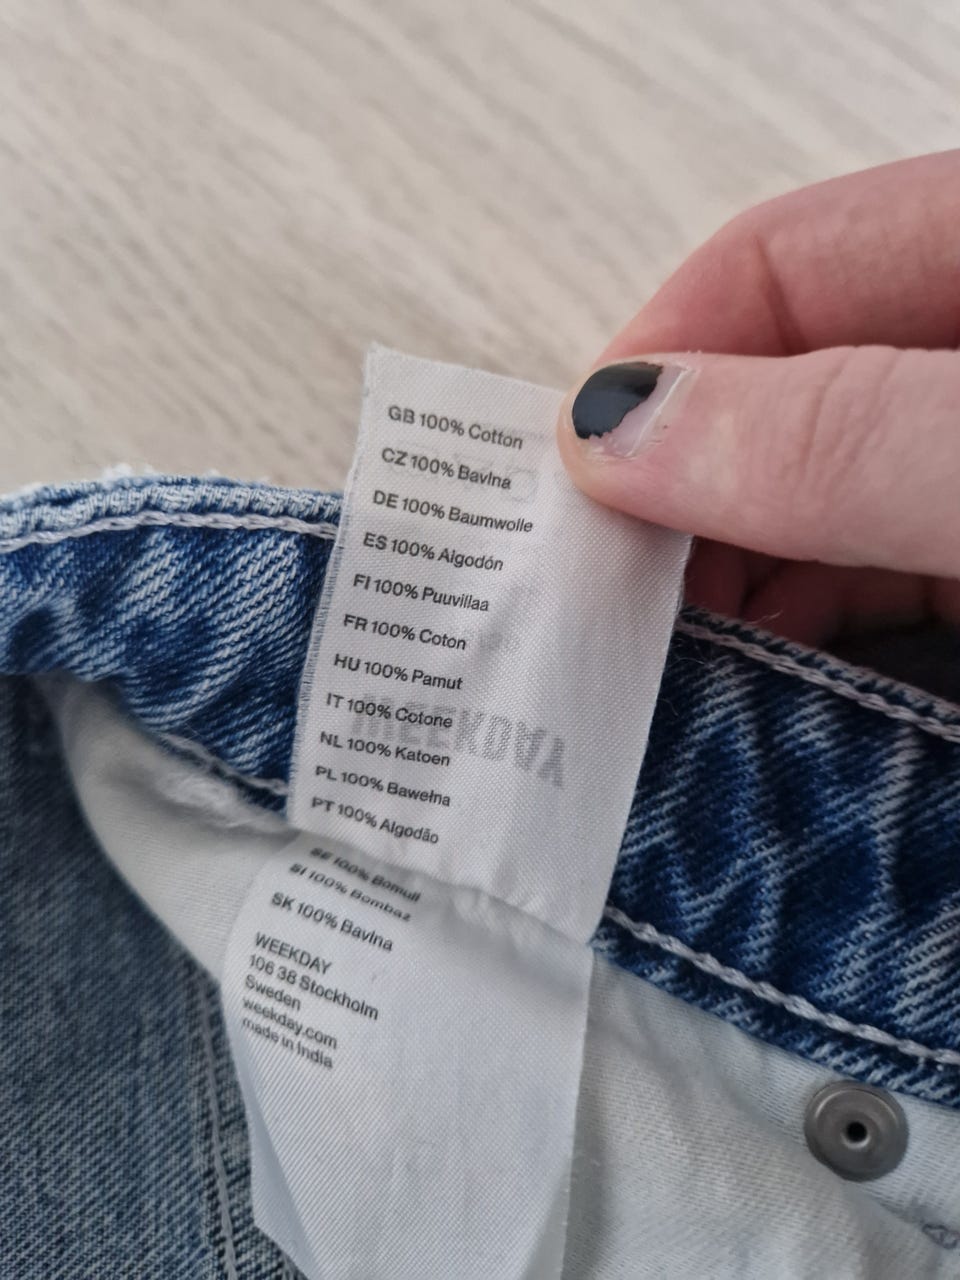 GB 100% Cotton
CZ 100% Bavlna
DE 100% Baumwolle
ES 100% Algodón
FI 100% Puuvillaa
FR 100% Coton
HU 100% Pamut
IT 100% Cotone
NL 100% Katoen
PL 100% Bawełna
PT 100% Algodão
SE 100% Bomull
SI 100% Bombaz
SK 100% Bavlna
WEEKDAY
106 38 Stockholm
Sweden
weekday.com
made in India